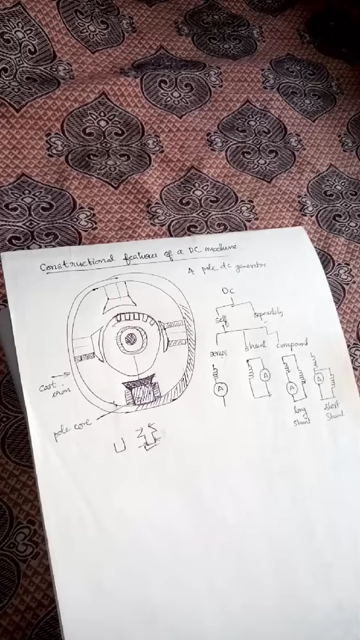 Constructional features of a DC machine
4 pole dc generator
DC
self
separately
series
shunt
compound
A
A
A
A
long
shunt
short
shunt
cast
iron
pole core